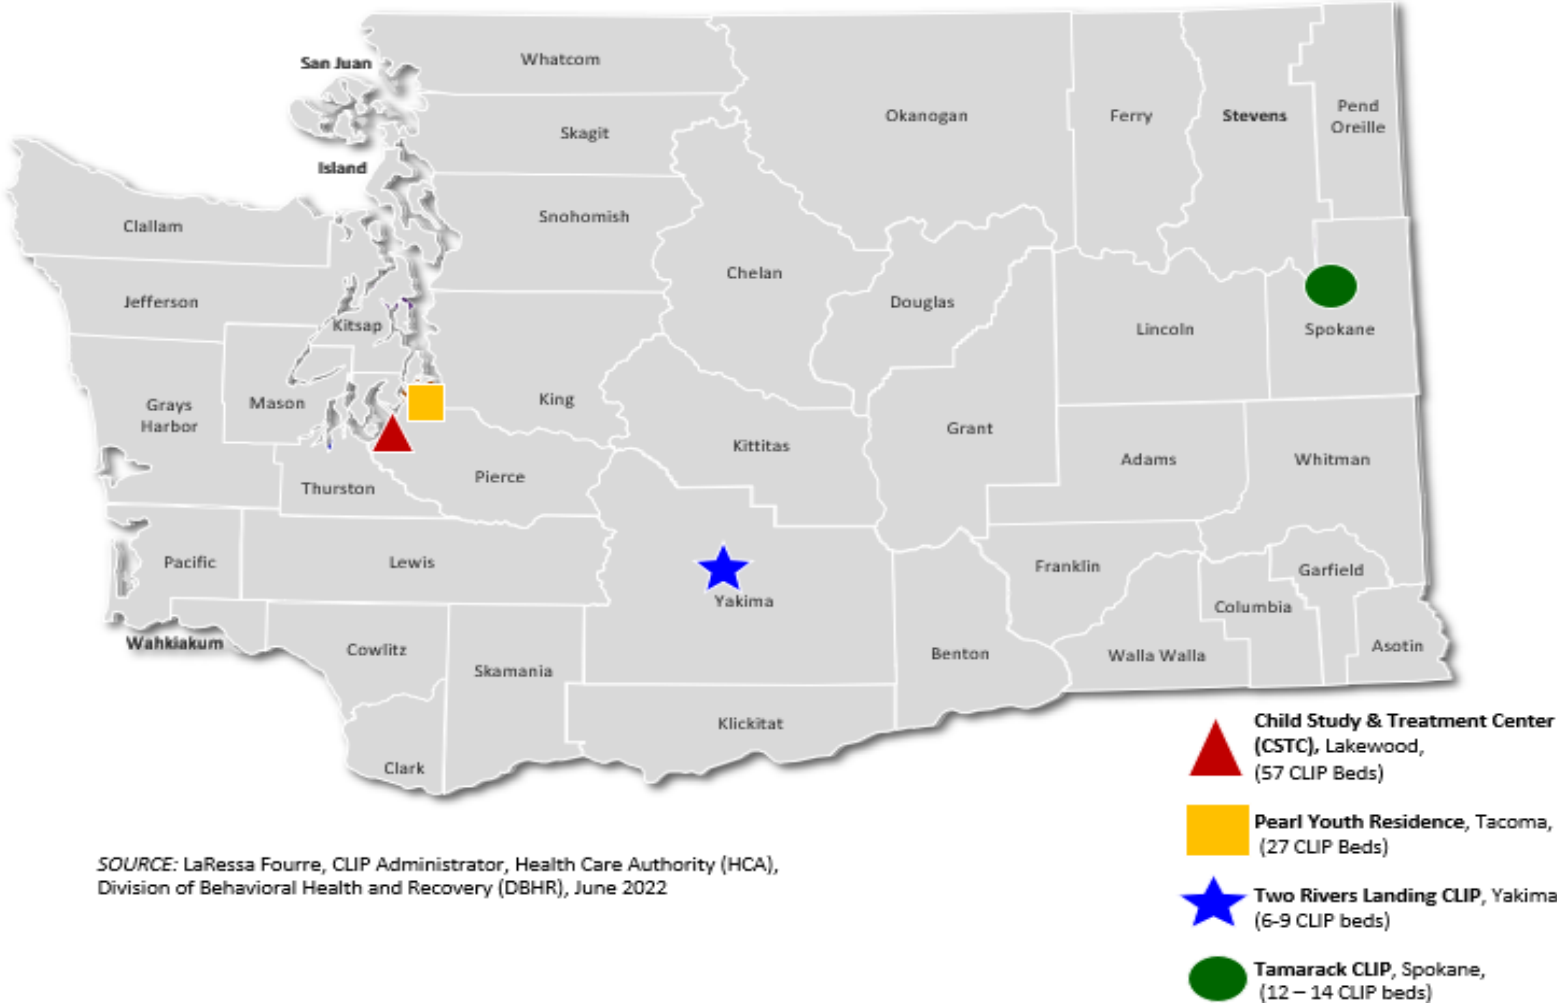 San Juan
Whatcom
Okanogan
Ferry
Stevens
Pend
Oreille
Skagit
Island
Snohomish
Clallam
Chelan
Jefferson
Douglas
Kitsap
Lincoln
Spokane
Grays
Harbor
Mason
King
Grant
Kittitas
Adams
Whitman
Pierce
Thurston
Pacific
Lewis
Franklin
Garfield
Yakima
Columbia
Wahkiakum
Cowlitz
Skamania
Benton
Walla Walla
Asotin
Klickitat
Clark
Child Study & Treatment Center
(CSTC), Lakewood,
(57 CLIP Beds)
Pearl Youth Residence, Tacoma,
(27 CLIP Beds)
SOURCE: LaRessa Fourre, CLIP Administrator, Health Care Authority (HCA),
Division of Behavioral Health and Recovery (DBHR), June 2022
Two Rivers Landing CLIP, Yakima
(6-9 CLIP beds)
Tamarack CLIP, Spokane,
(12 – 14 CLIP beds)